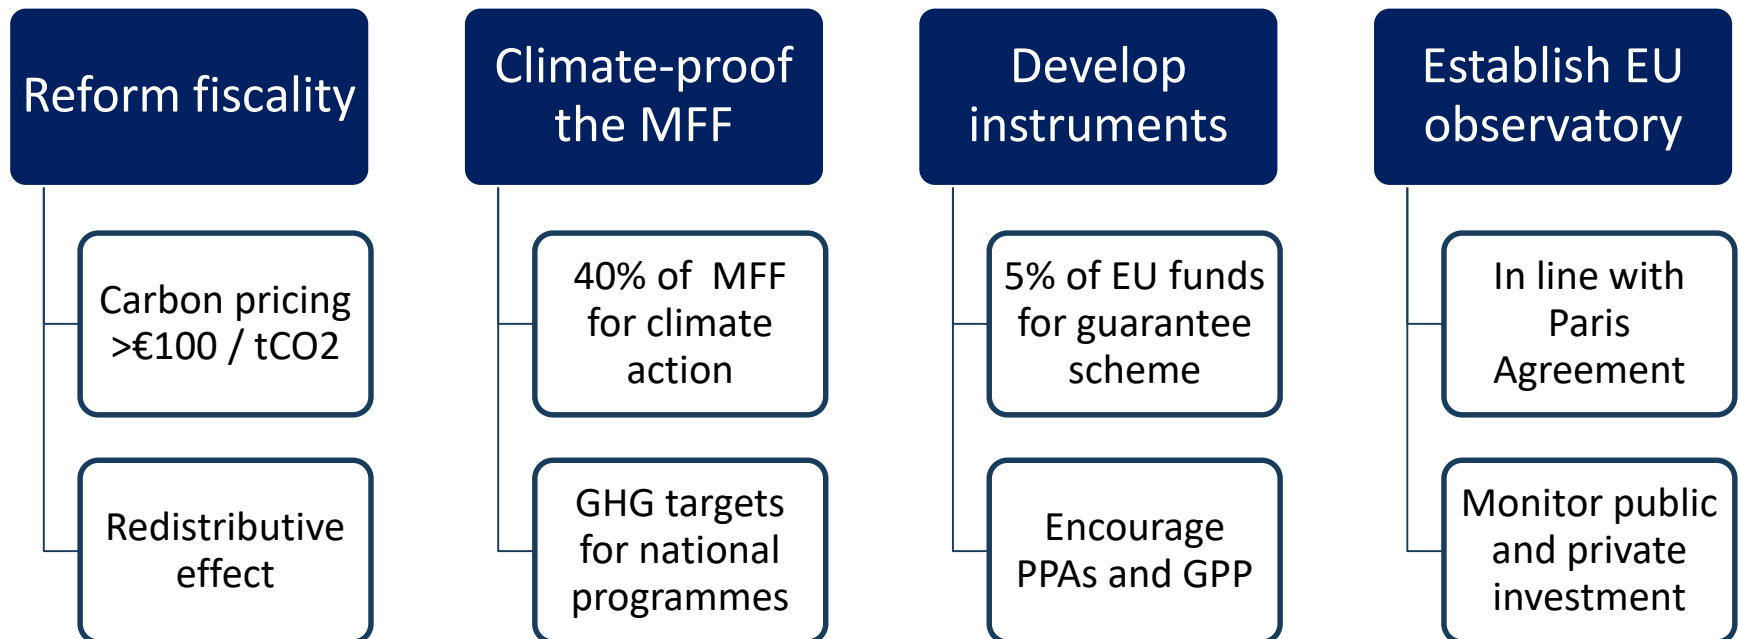 Reform fiscality
Carbon pricing
>€100 / tCO2
Redistributive
effect
Climate-proof
the MFF
40% of  MFF
for climate
action
GHG targets
for national
programmes
Develop
instruments
5% of EU funds
for guarantee
scheme
Encourage
PPAs and GPP
Establish EU
observatory
In line with
Paris
Agreement
Monitor public
and private
investment